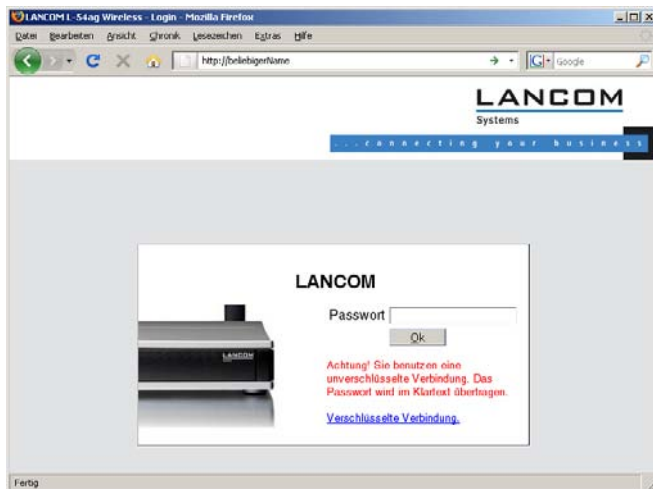 LANCOM L-54ag Wireless - Login - Mozilla Firefox
Datei Bearbeiten Ansicht Chronik Lesezeichen Extras Hilfe
http://beliebigerName
Google
LANCOM
Systems
...connecting your business
LANCOM
Passwort
LANCOM
Ok
Achtung! Sie benutzen eine
unverschlüsselte Verbindung. Das
Passwort wird im Klartext übertragen.
Verschlüsselte Verbindung.
Fertig